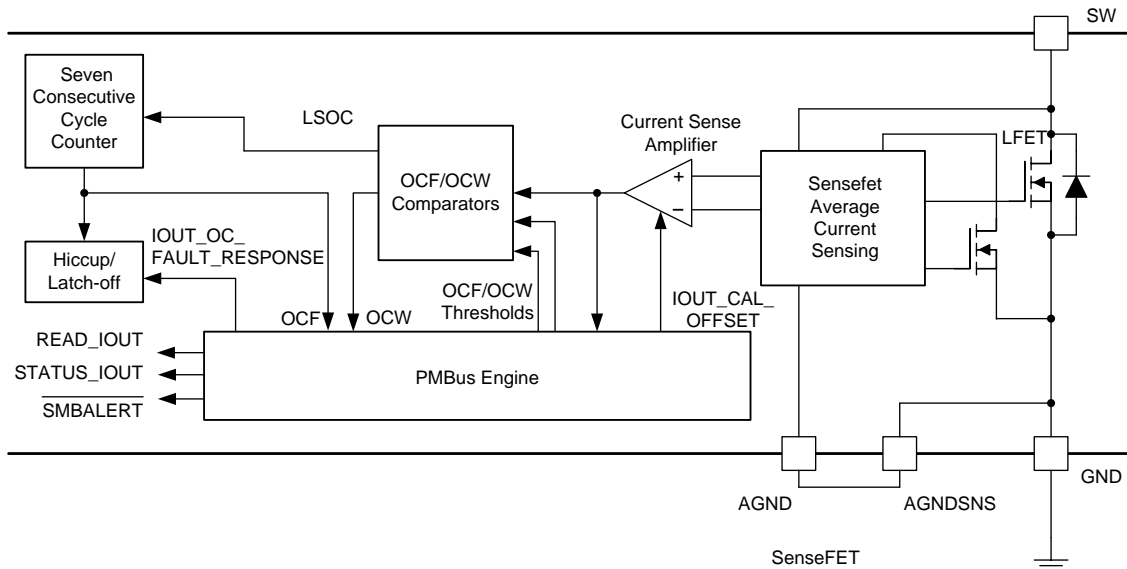 SW
Seven
Consecutive
Cycle
Counter
LSOC
Current Sense
Amplifier
LFET
OCF/OCW
Comparators
+
−
Sensefet
Average
Current
Sensing
Hiccup/
Latch-off
IOUT_OC_
FAULT_RESPONSE
OCF/OCW
Thresholds
IOUT_CAL_
OFFSET
OCF
OCW
READ_IOUT
STATUS_IOUT
SMBALERT
PMBus Engine
AGND
AGNDSNS
GND
SenseFET